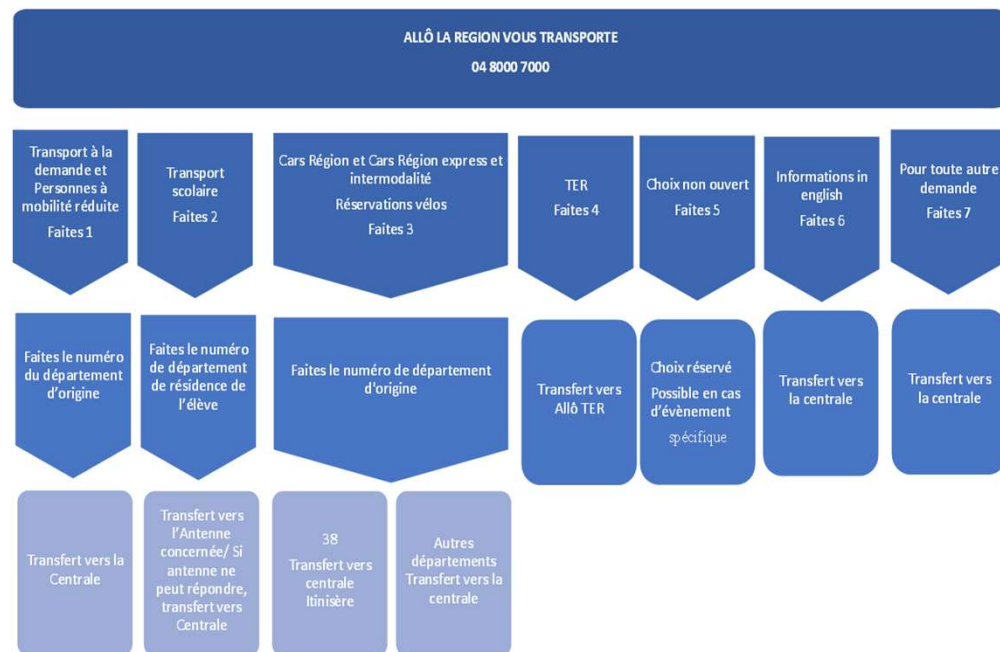 ALLÔ LA REGION VOUS TRANSPORTE
04 8000 7000
Transport à la
demande et
Personnes à
mobilité réduite
Faites 1
Transport
scolaire
Faites 2
Cars Région et Cars Région express et
intermodalité
Réservations vélos
Faites 3
TER
Faites 4
Choix non ouvert
Faites 5
Informations in
english
Faites 6
Pour toute autre
demande
Faites 7
Faites le numéro
du département
d'origine
Faites le numéro
de département
de résidence de
l'élève
Faites le numéro de département
d'origine
Transfert vers
Allô TER
Choix réservé
Possible en cas
d'évènement
spécifique
Transfert vers
la centrale
Transfert vers
la centrale
Transfert vers la
Centrale
Transfert vers
l'Antenne
concernée/ Si
antenne ne
peut répondre,
transfert vers
Centrale
38
Transfert vers
centrale
Itinisère
Autres
départements
Transfert vers la
centrale